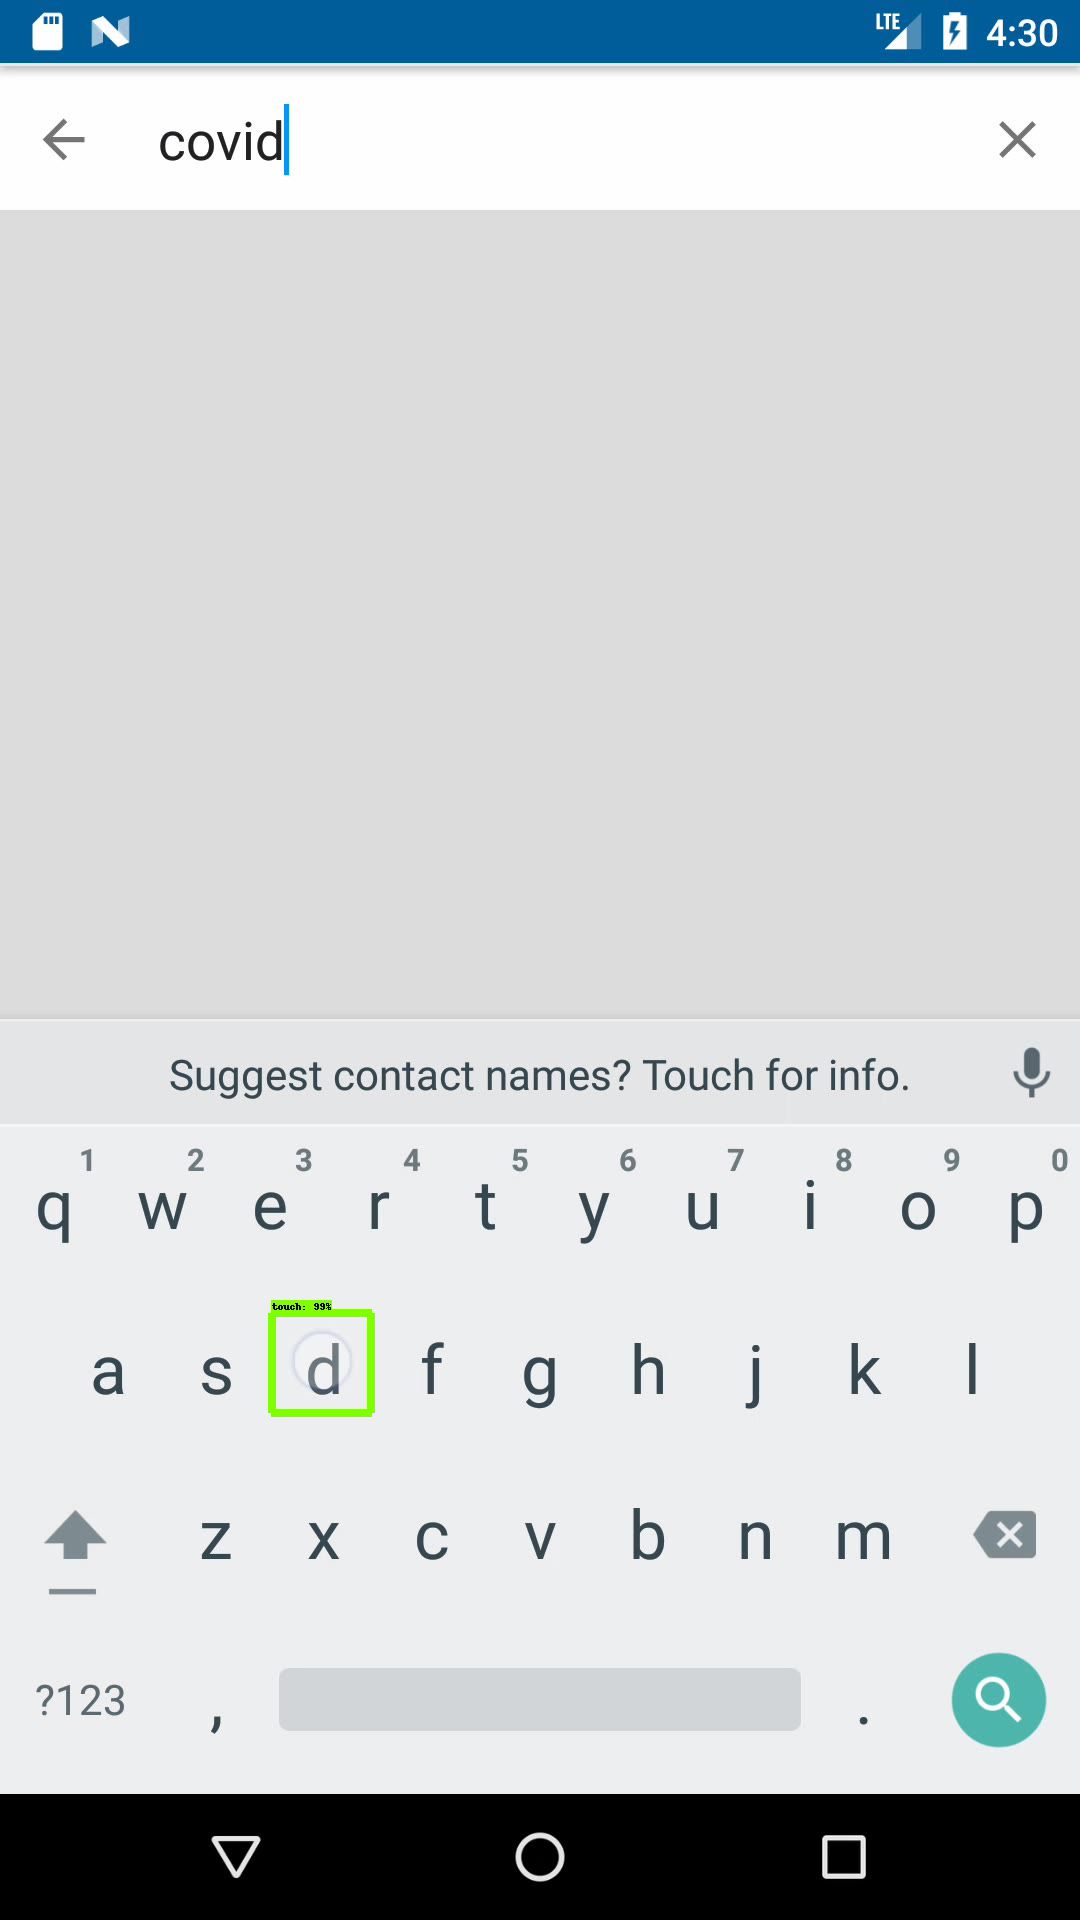 LTE 4:30
covid
Suggest contact names? Touch for info.
1 2 3 4 5 6 7 8 9 0
q w e r t y u i o p
touch: 99%
a s d f g h j k l
z x c v b n m
?123 , .